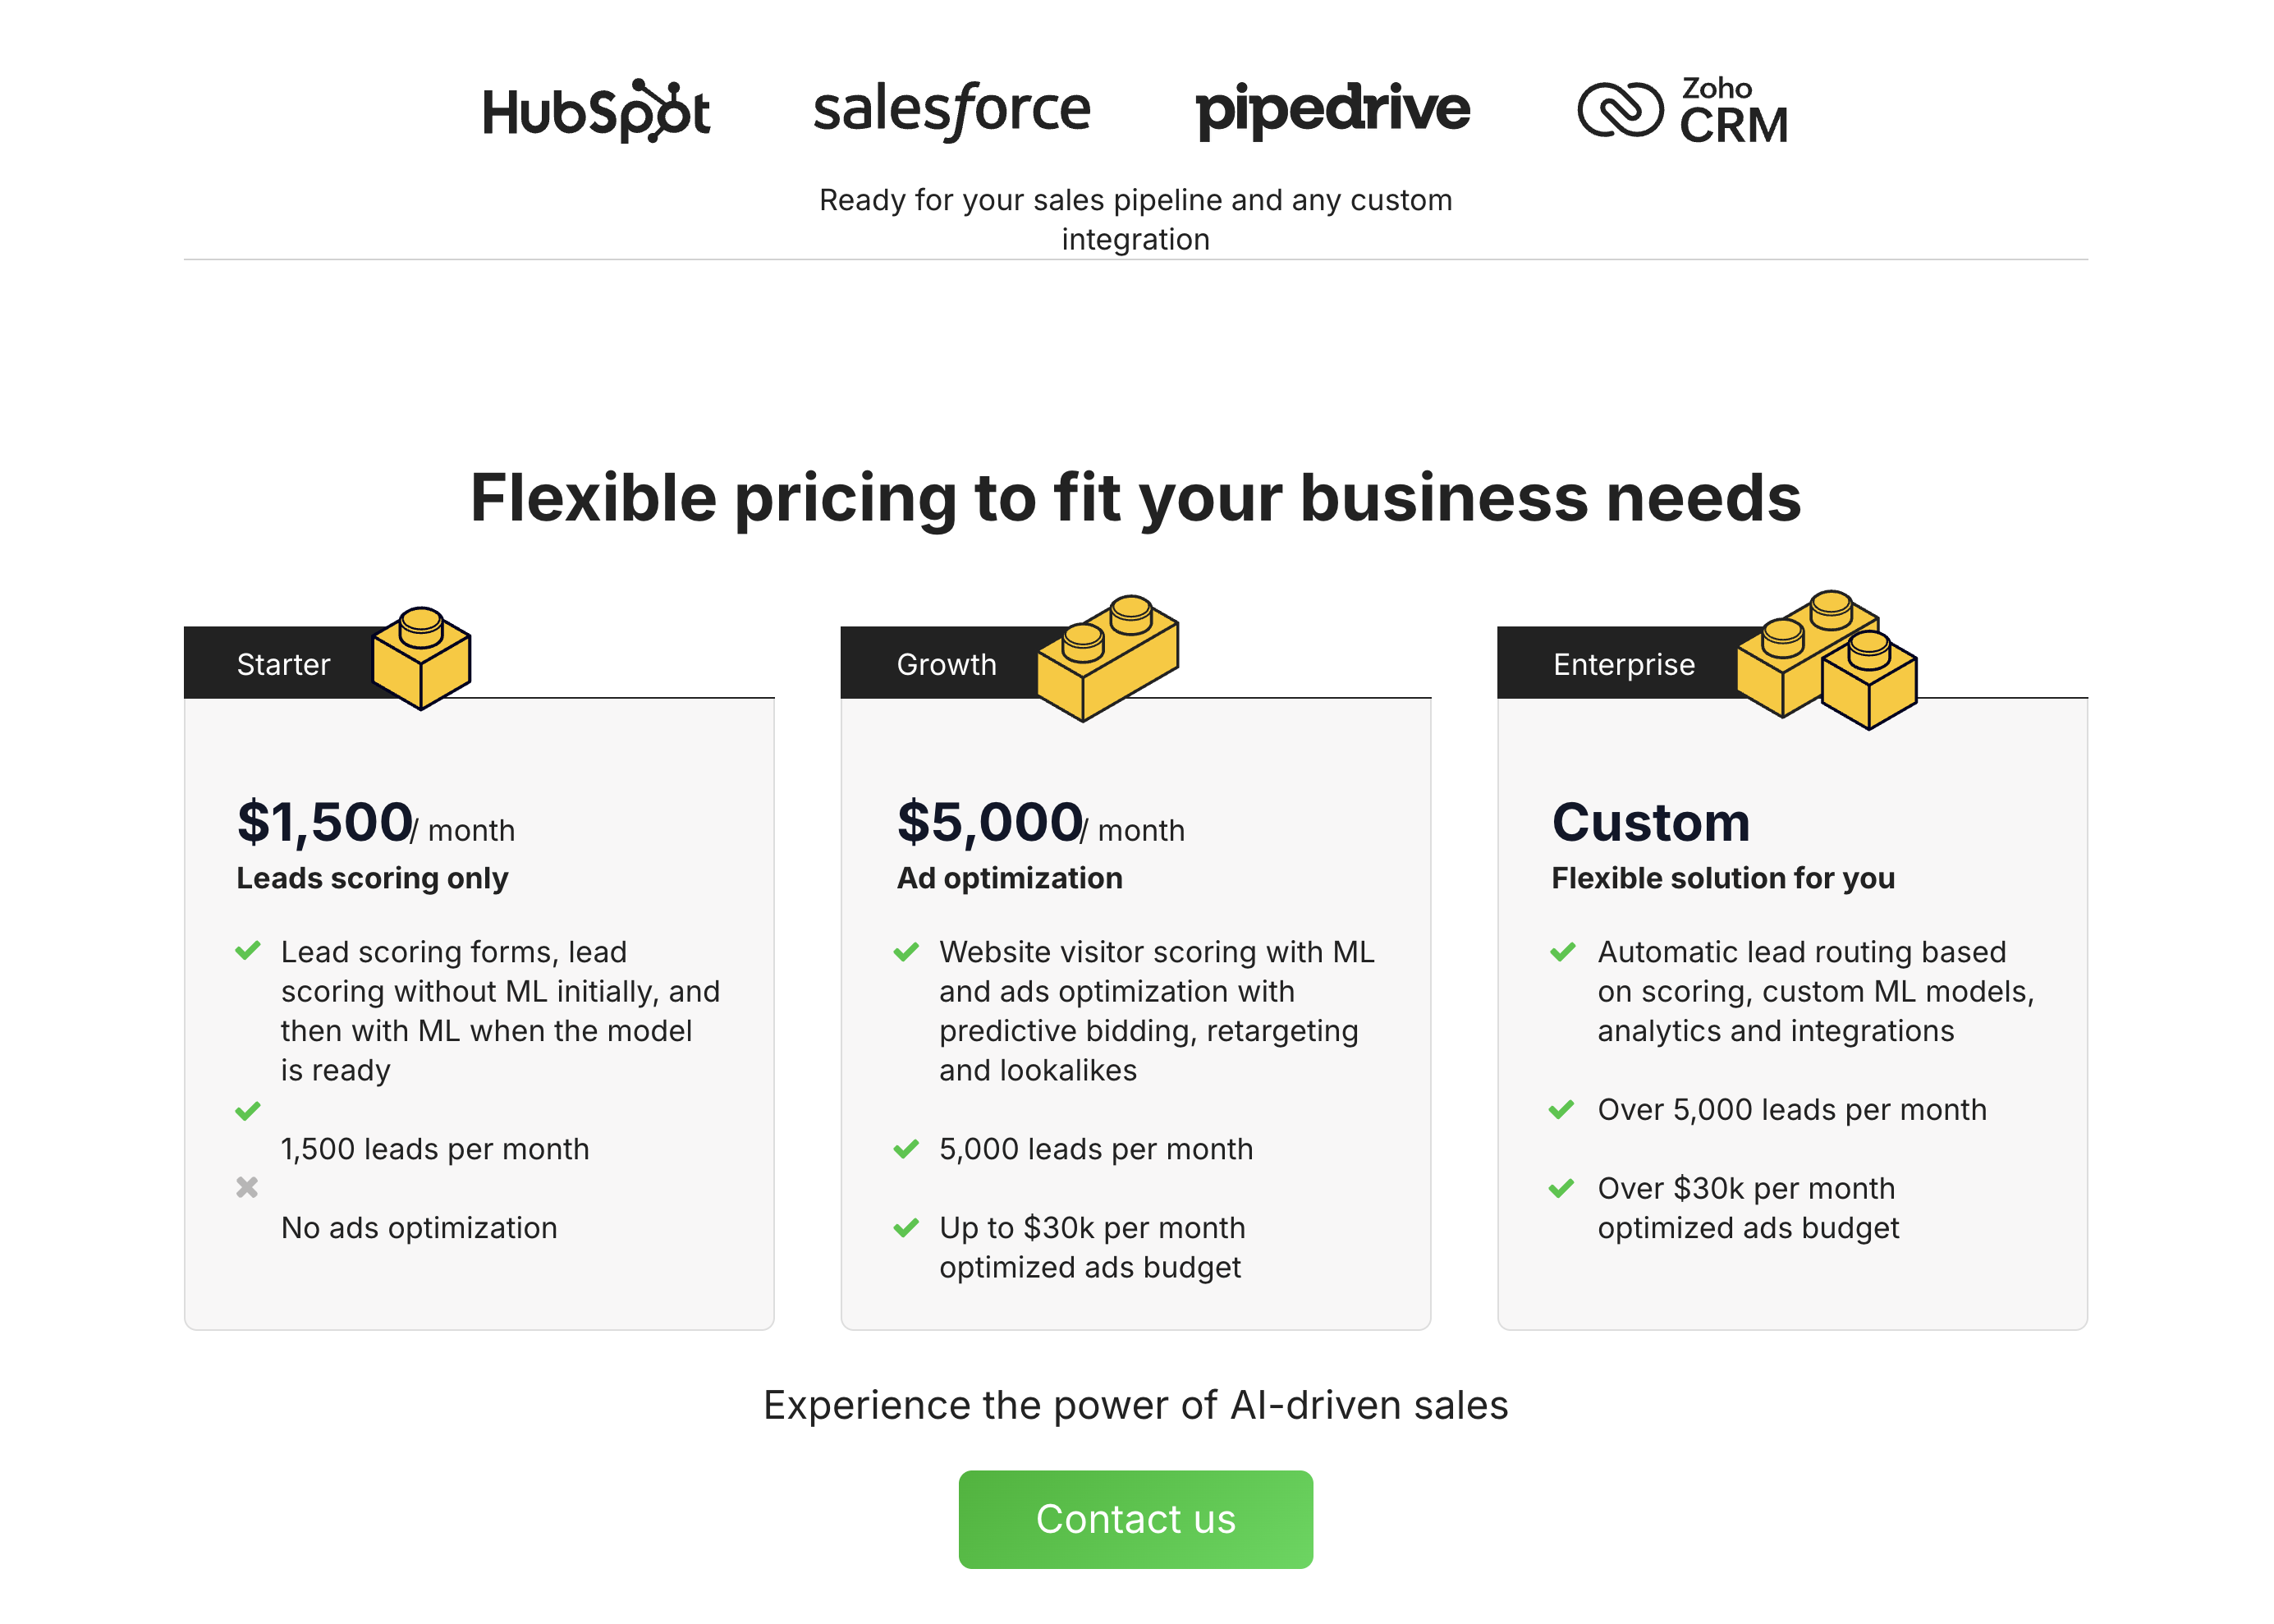 HubSpot
salesforce
pipedrive
Zoho
CRM
Ready for your sales pipeline and any custom
integration
Flexible pricing to fit your business needs
Starter
$1,500/ month
Leads scoring only
Lead scoring forms, lead
scoring without ML initially, and
then with ML when the model
is ready
1,500 leads per month
No ads optimization
Growth
$5,000/ month
Ad optimization
Website visitor scoring with ML
and ads optimization with
predictive bidding, retargeting
and lookalikes
5,000 leads per month
Up to $30k per month
optimized ads budget
Enterprise
Custom
Flexible solution for you
Automatic lead routing based
on scoring, custom ML models,
analytics and integrations
Over 5,000 leads per month
Over $30k per month
optimized ads budget
Experience the power of AI-driven sales
Contact us